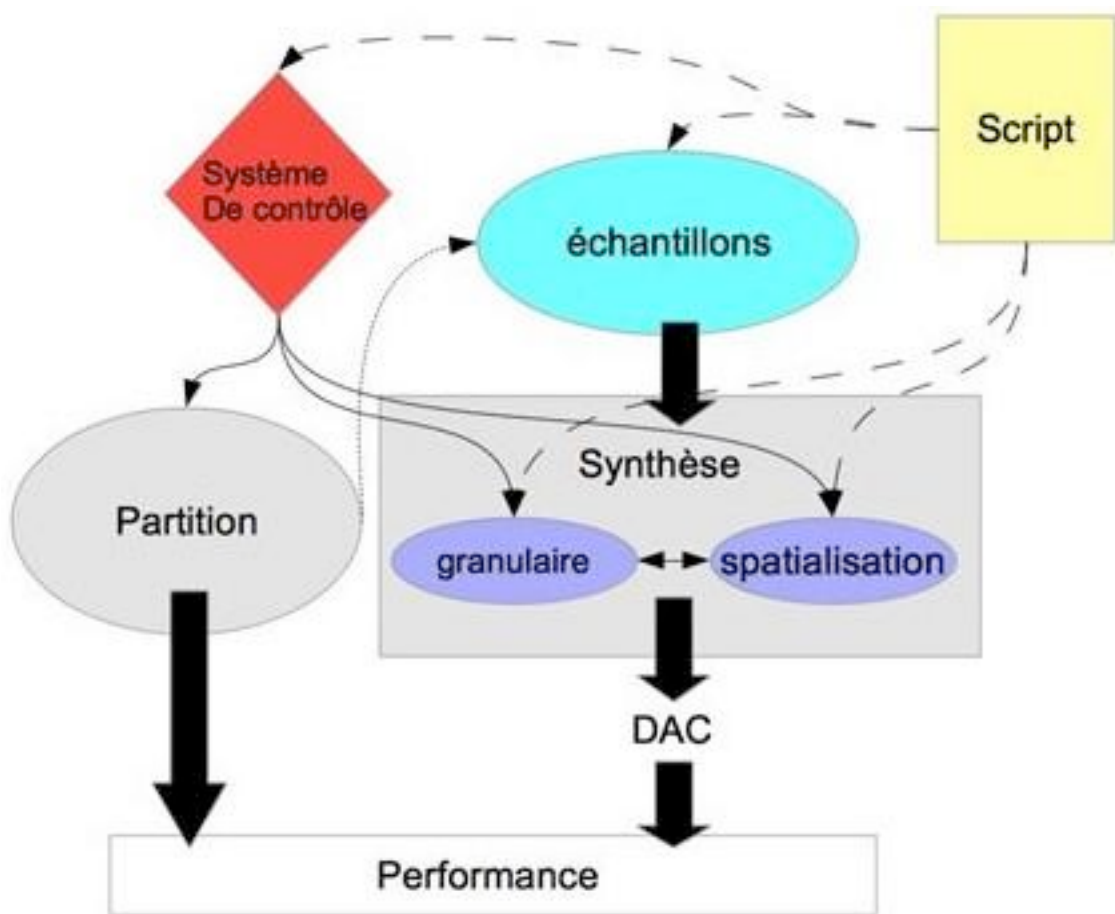 Script
Système
De contrôle
échantillons
Synthèse
Partition
granulaire
spatialisation
DAC
Performance